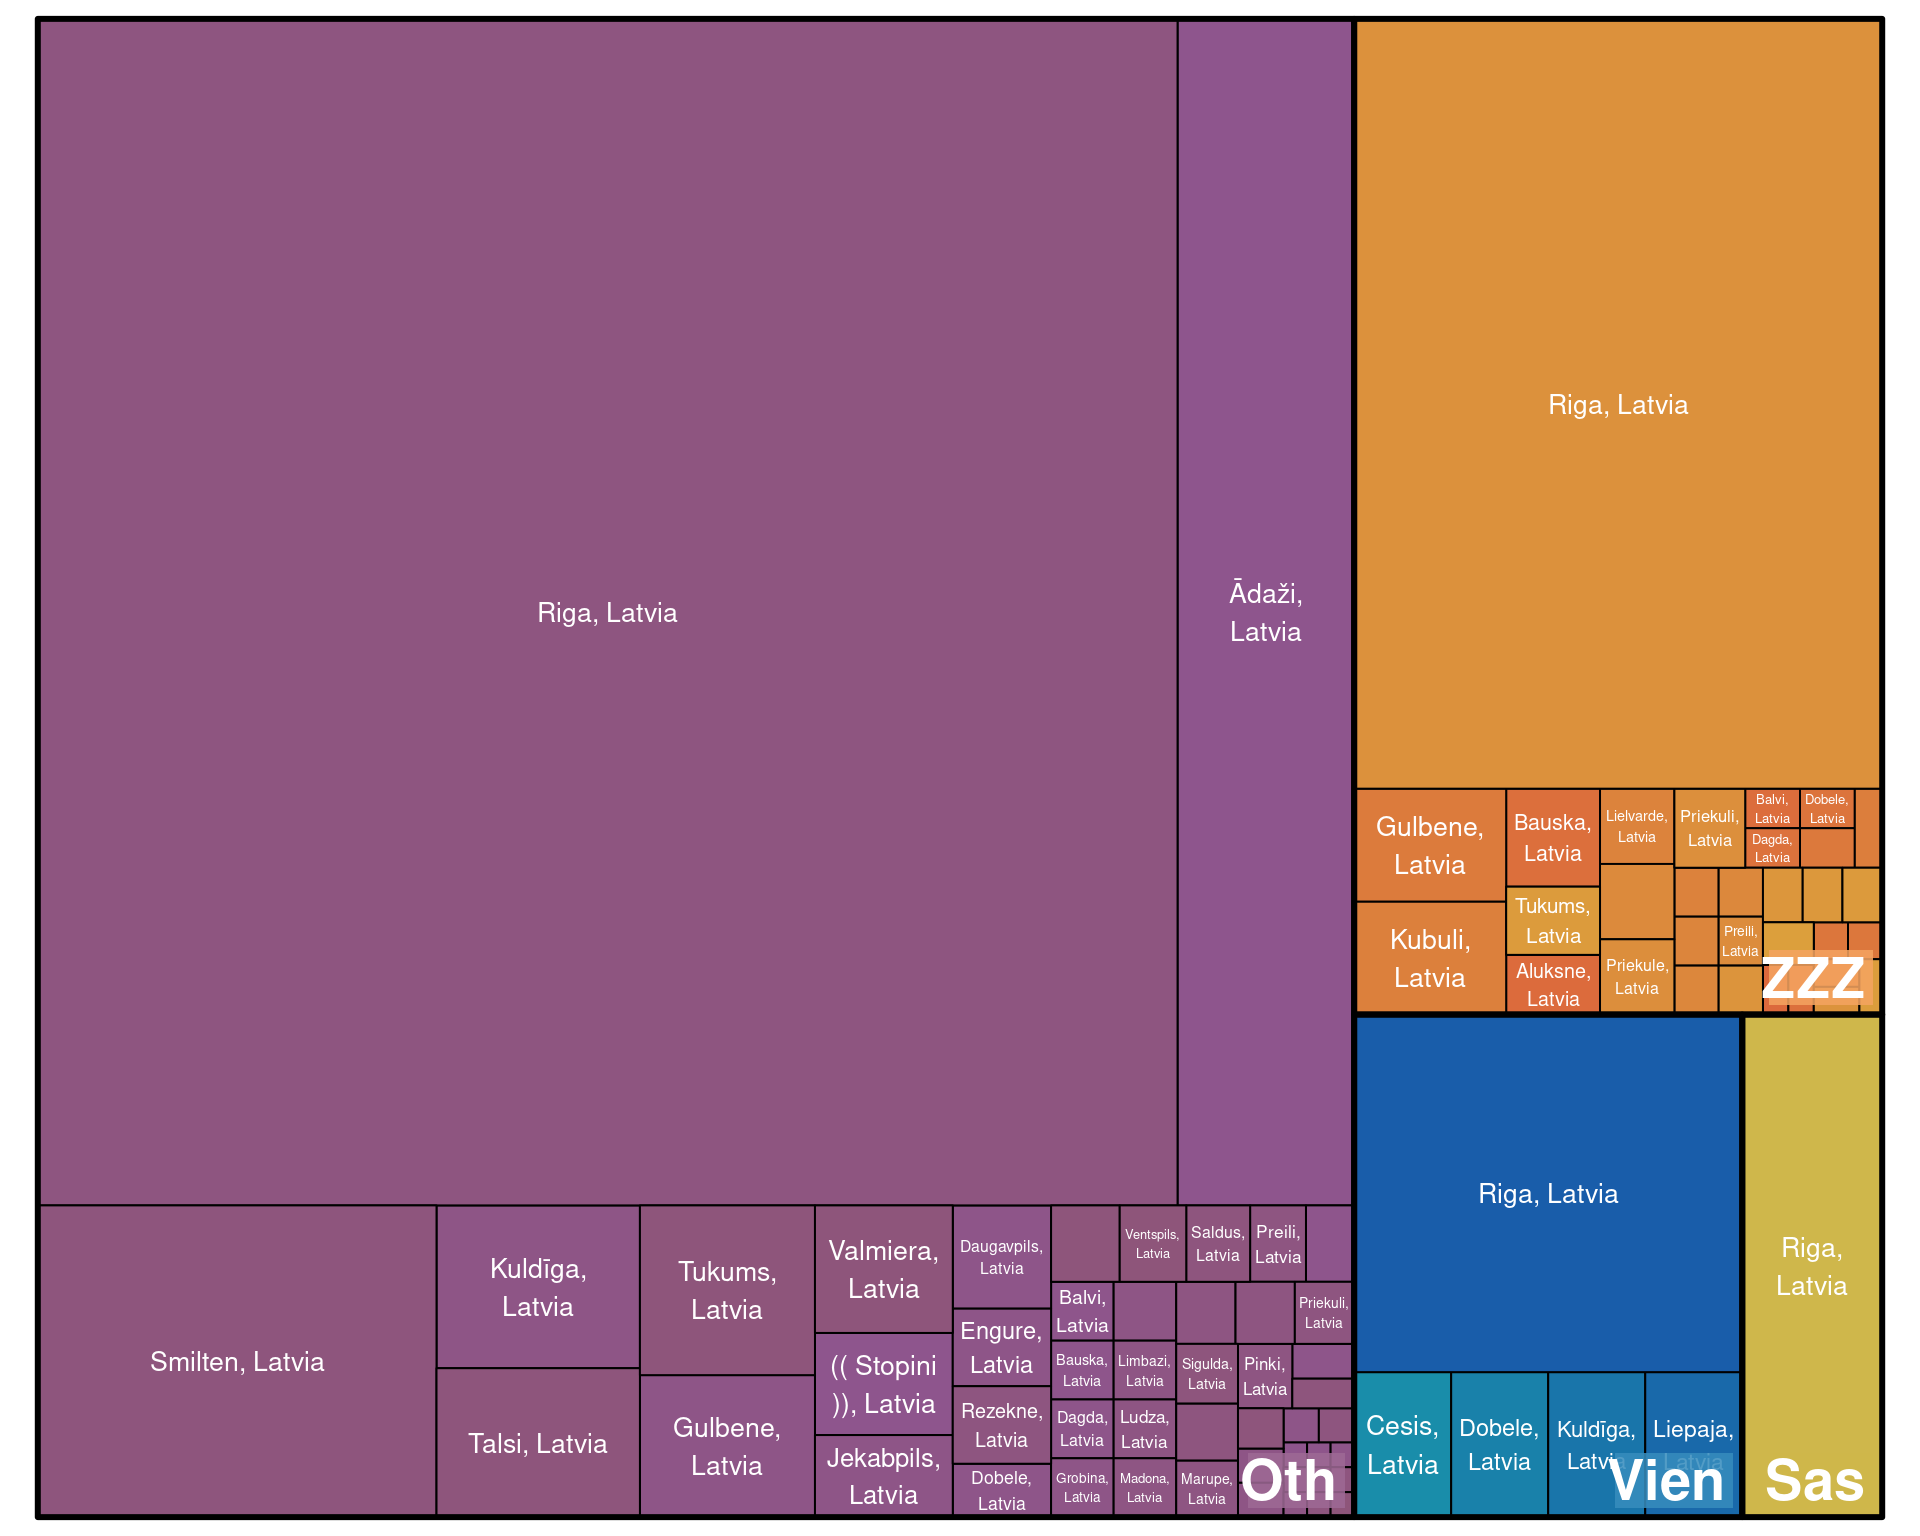 Riga, Latvia
Ādaži,
Latvia
Smilten, Latvia
Kuldīga,
Latvia
Talsi, Latvia
Tukums,
Latvia
Gulbene,
Latvia
Valmiera,
Latvia
(( Stopini
)), Latvia
Jekabpils,
Latvia
Daugavpils,
Latvia
Engure,
Latvia
Rezekne,
Latvia
Dobele,
Latvia
Ventspils,
Latvia
Saldus,
Latvia
Preili,
Latvia
Balvi,
Latvia
Priekuli,
Latvia
Bauska,
Latvia
Limbazi,
Latvia
Sigulda,
Latvia
Pinki,
Latvia
Dagda,
Latvia
Ludza,
Latvia
Grobina,
Latvia
Madona,
Latvia
Marupe,
Latvia
Oth
Riga, Latvia
Gulbene,
Latvia
Kubuli,
Latvia
Bauska,
Latvia
Tukums,
Latvia
Aluksne,
Latvia
Lielvarde,
Latvia
Priekule,
Latvia
Priekuli,
Latvia
Balvi,
Latvia
Dobele,
Latvia
Dagda,
Latvia
Preili,
Latvia
ZZZ
Riga, Latvia
Cesis,
Latvia
Dobele,
Latvia
Kuldīga,
Latvia
Liepaja,
Latvia
Vien
Riga,
Latvia
Sas